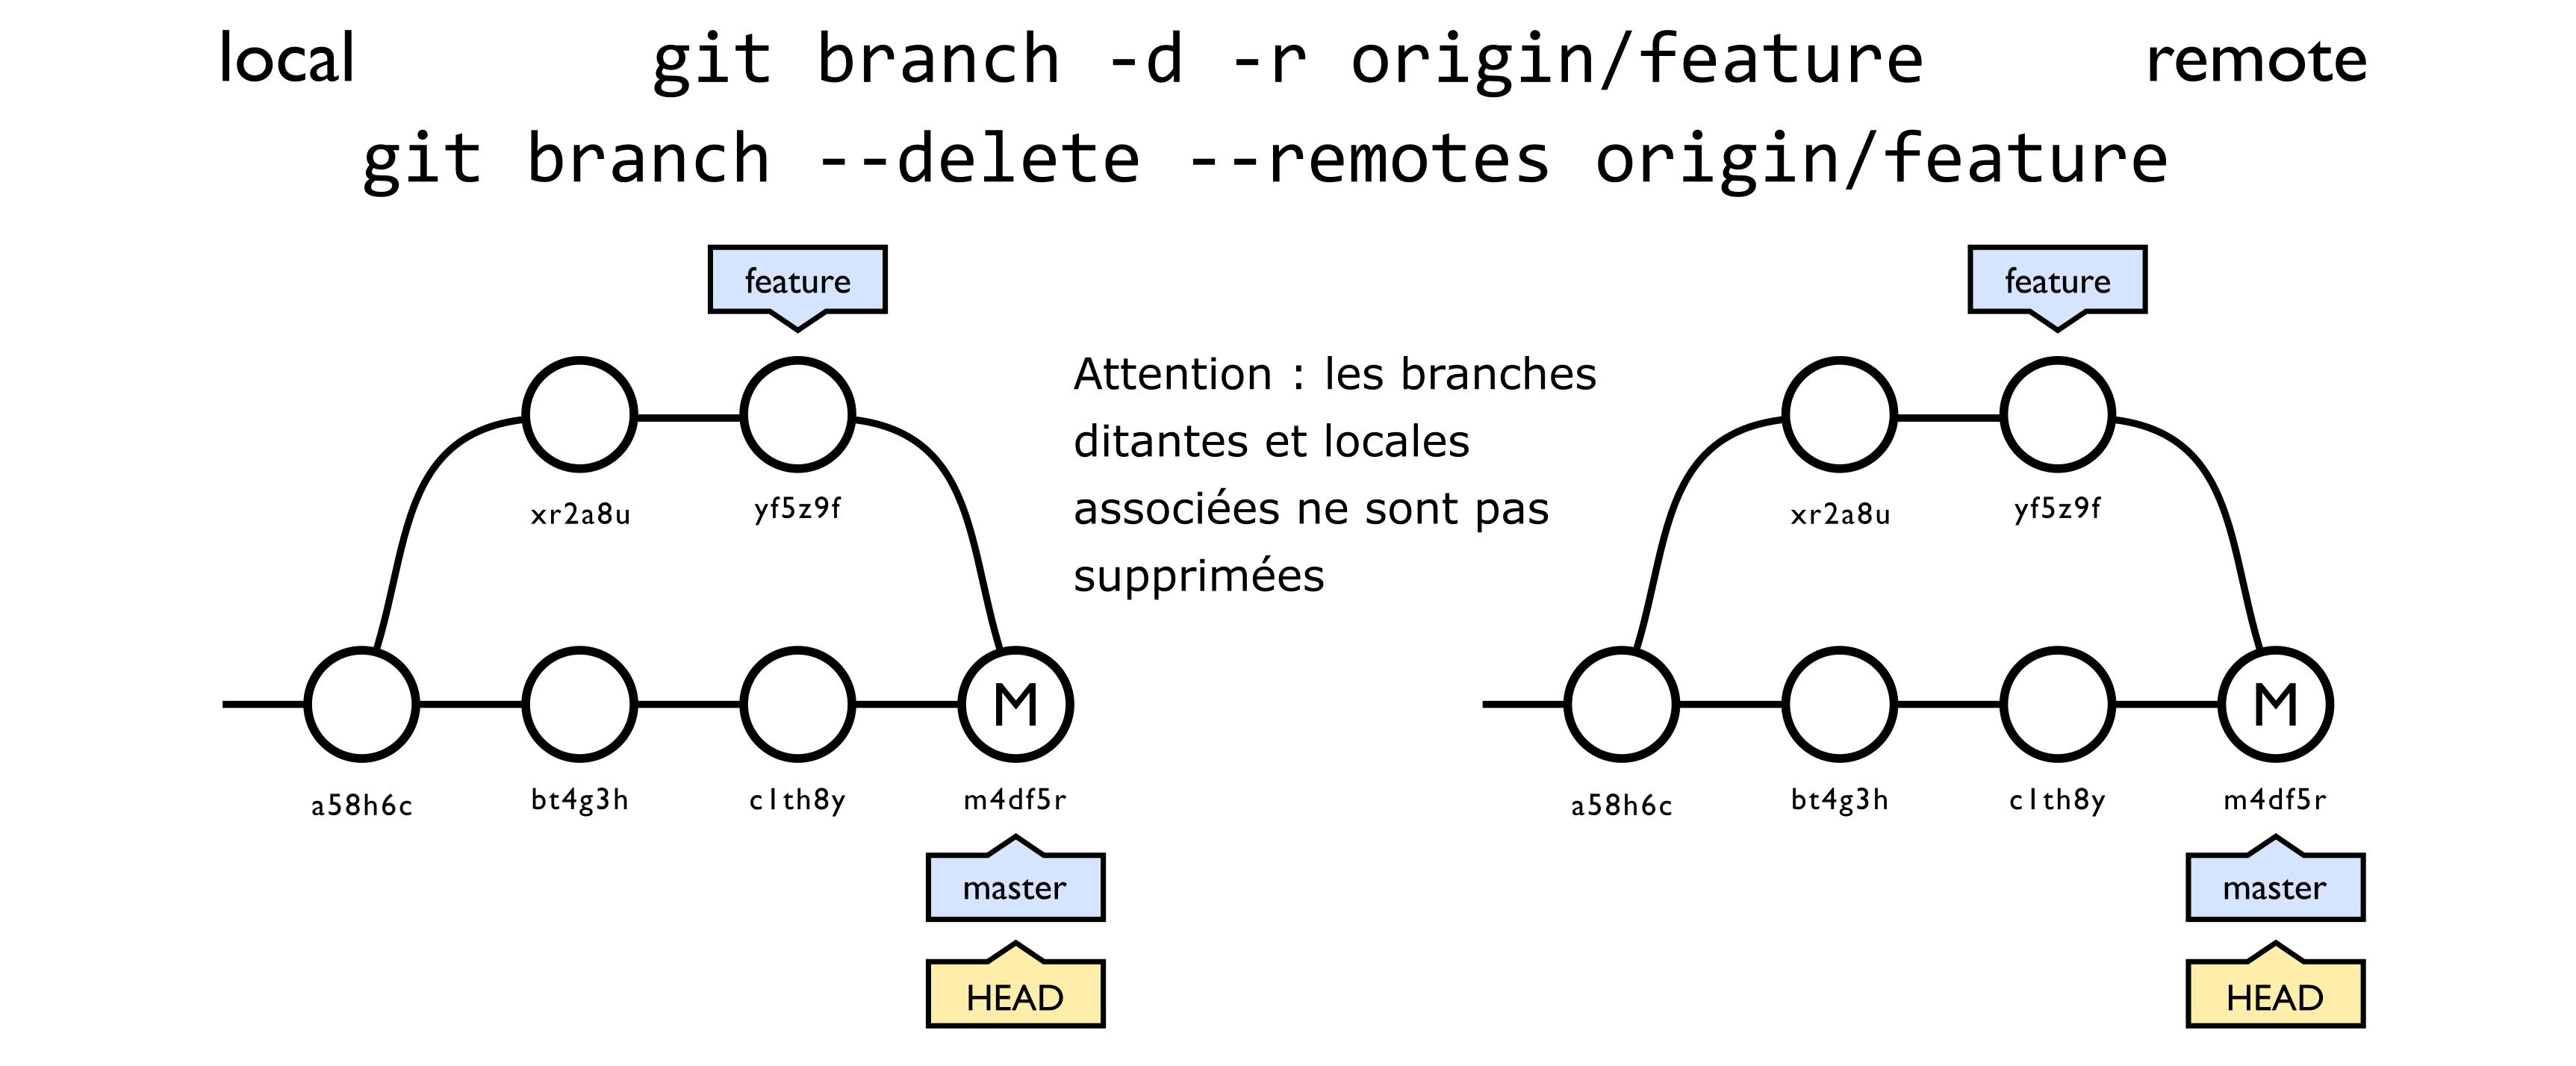 local
git branch -d -r origin/feature
remote
git branch --delete --remotes origin/feature
feature
feature
Attention : les branches
ditantes et locales
associées ne sont pas
supprimées
xr2a8u
yf5z9f
xr2a8u
yf5z9f
M
M
a58h6c
bt4g3h
c1th8y
m4df5r
a58h6c
bt4g3h
c1th8y
m4df5r
master
master
HEAD
HEAD